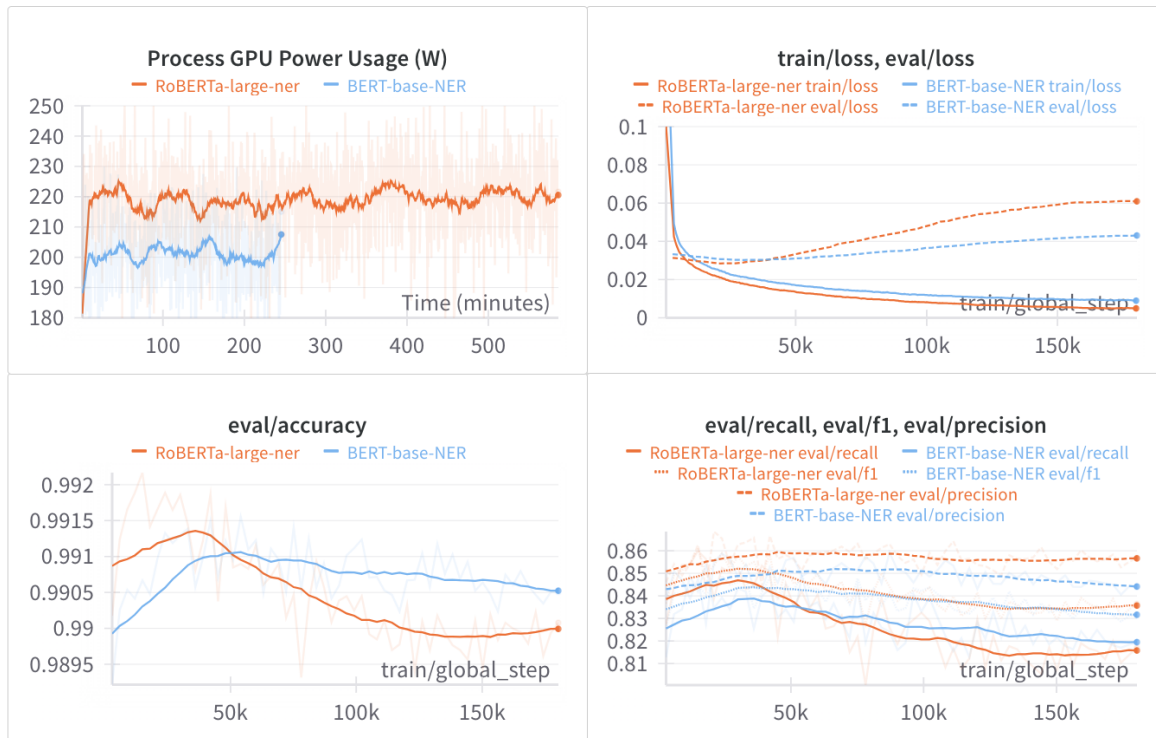 Process GPU Power Usage (W)
RoBERTa-large-ner BERT-base-NER
250
240
230
220
210
200
190
180
Time (minutes)
100 200 300 400 500
train/loss, eval/loss
RoBERTa-large-ner train/loss BERT-base-NER train/loss
RoBERTa-large-ner eval/loss BERT-base-NER eval/loss
0.1
0.08
0.06
0.04
0.02
0
train/global_step
50k 100k 150k
eval/accuracy
RoBERTa-large-ner BERT-base-NER
0.992
0.9915
0.991
0.9905
0.99
0.9895
train/global_step
50k 100k 150k
eval/recall, eval/f1, eval/precision
RoBERTa-large-ner eval/recall BERT-base-NER eval/recall
RoBERTa-large-ner eval/f1 BERT-base-NER eval/f1
RoBERTa-large-ner eval/precision
BERT-base-NER eval/precision
0.86
0.85
0.84
0.83
0.82
0.81
train/global_step
50k 100k 150k